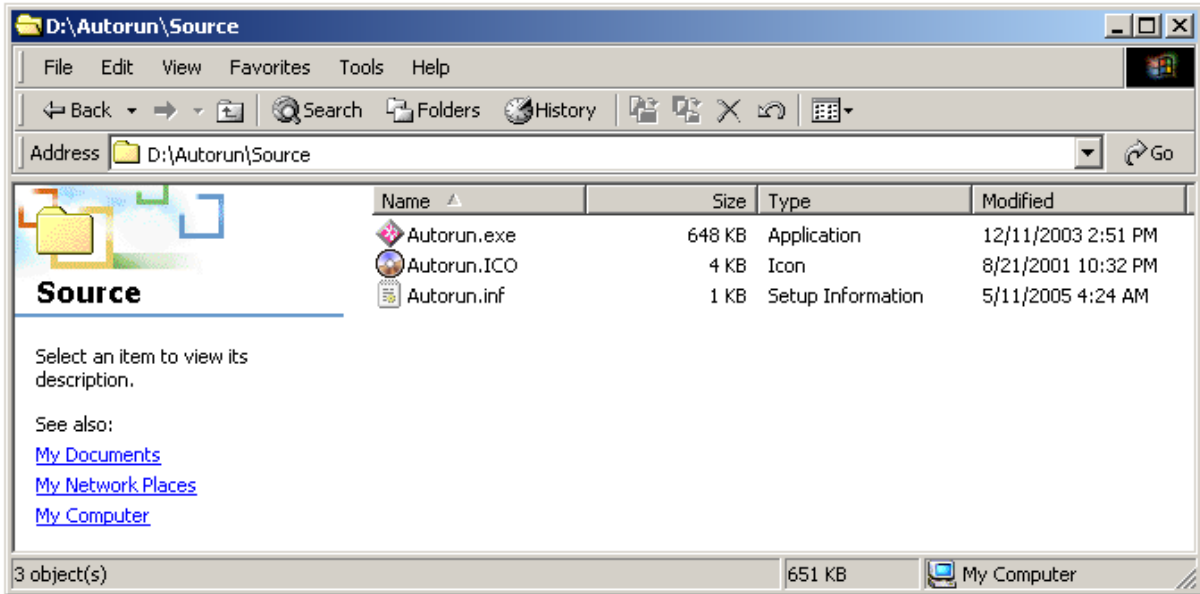 D:\Autorun\Source
File Edit View Favorites Tools Help
Back Search Folders History
Address D:\Autorun\Source Go
Name Size Type Modified
Autorun.exe 648 KB Application 12/11/2003 2:51 PM
Autorun.ICO 4 KB Icon 8/21/2001 10:32 PM
Autorun.inf 1 KB Setup Information 5/11/2005 4:24 AM
Source
Select an item to view its
description.
See also:
My Documents
My Network Places
My Computer
3 object(s) 651 KB My Computer